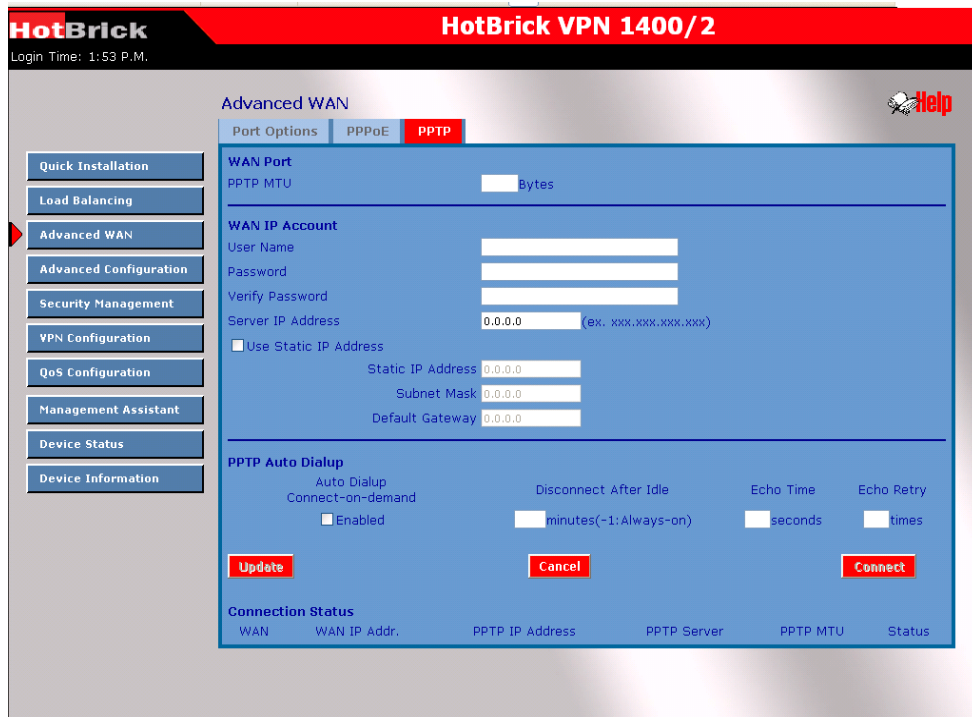 HotBrick
HotBrick VPN 1400/2
Login Time: 1:53 P.M.
Advanced WAN
Help
Port Options PPPoE PPTP
Quick Installation
Load Balancing
Advanced WAN
Advanced Configuration
Security Management
VPN Configuration
QoS Configuration
Management Assistant
Device Status
Device Information
WAN Port
PPTP MTU Bytes
WAN IP Account
User Name
Password
Verify Password
Server IP Address 0.0.0.0 (ex. xxx.xxx.xxx.xxx)
Use Static IP Address
Static IP Address 0.0.0.0
Subnet Mask 0.0.0.0
Default Gateway 0.0.0.0
PPTP Auto Dialup
Auto Dialup
Connect-on-demand Disconnect After Idle Echo Time Echo Retry
Enabled minutes(-1:Always-on) seconds times
Update Cancel Connect
Connection Status
WAN WAN IP Addr. PPTP IP Address PPTP Server PPTP MTU Status